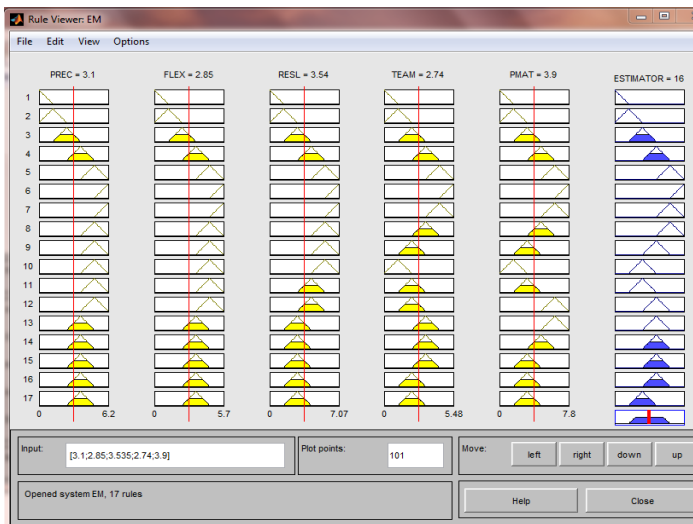 Rule Viewer: EM
File Edit View Options
PREC = 3.1 FLEX = 2.85 RESL = 3.54 TEAM = 2.74 PMAT = 3.9 ESTIMATOR = 16
1
2
3
4
5
6
7
8
9
10
11
12
13
14
15
16
17
0 6.2 0 5.7 0 7.07 0 5.48 0 7.8
Input: [3.1;2.85;3.535;2.74;3.9] Plot points: 101 Move: left right down up
Opened system EM, 17 rules Help Close